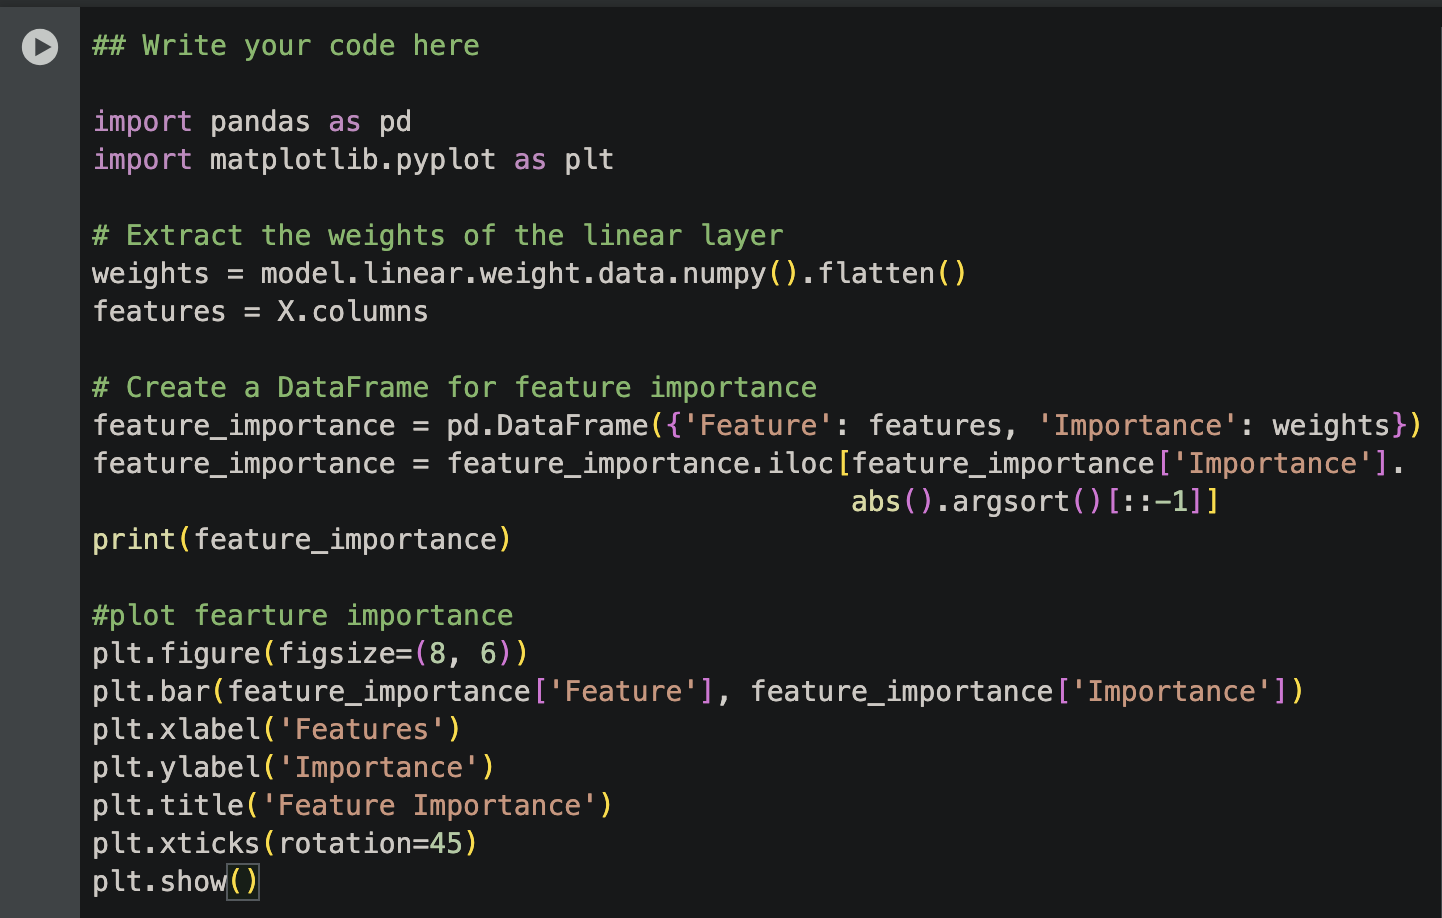 ## Write your code here
import pandas as pd
import matplotlib.pyplot as plt
# Extract the weights of the linear layer
weights = model.linear.weight.data.numpy().flatten()
features = X.columns
# Create a DataFrame for feature importance
feature_importance = pd.DataFrame({'Feature': features, 'Importance': weights})
feature_importance = feature_importance.iloc[feature_importance['Importance'].
abs().argsort()[::-1]]
print(feature_importance)
#plot fearture importance
plt.figure(figsize=(8, 6))
plt.bar(feature_importance['Feature'], feature_importance['Importance'])
plt.xlabel('Features')
plt.ylabel('Importance')
plt.title('Feature Importance')
plt.xticks(rotation=45)
plt.show()